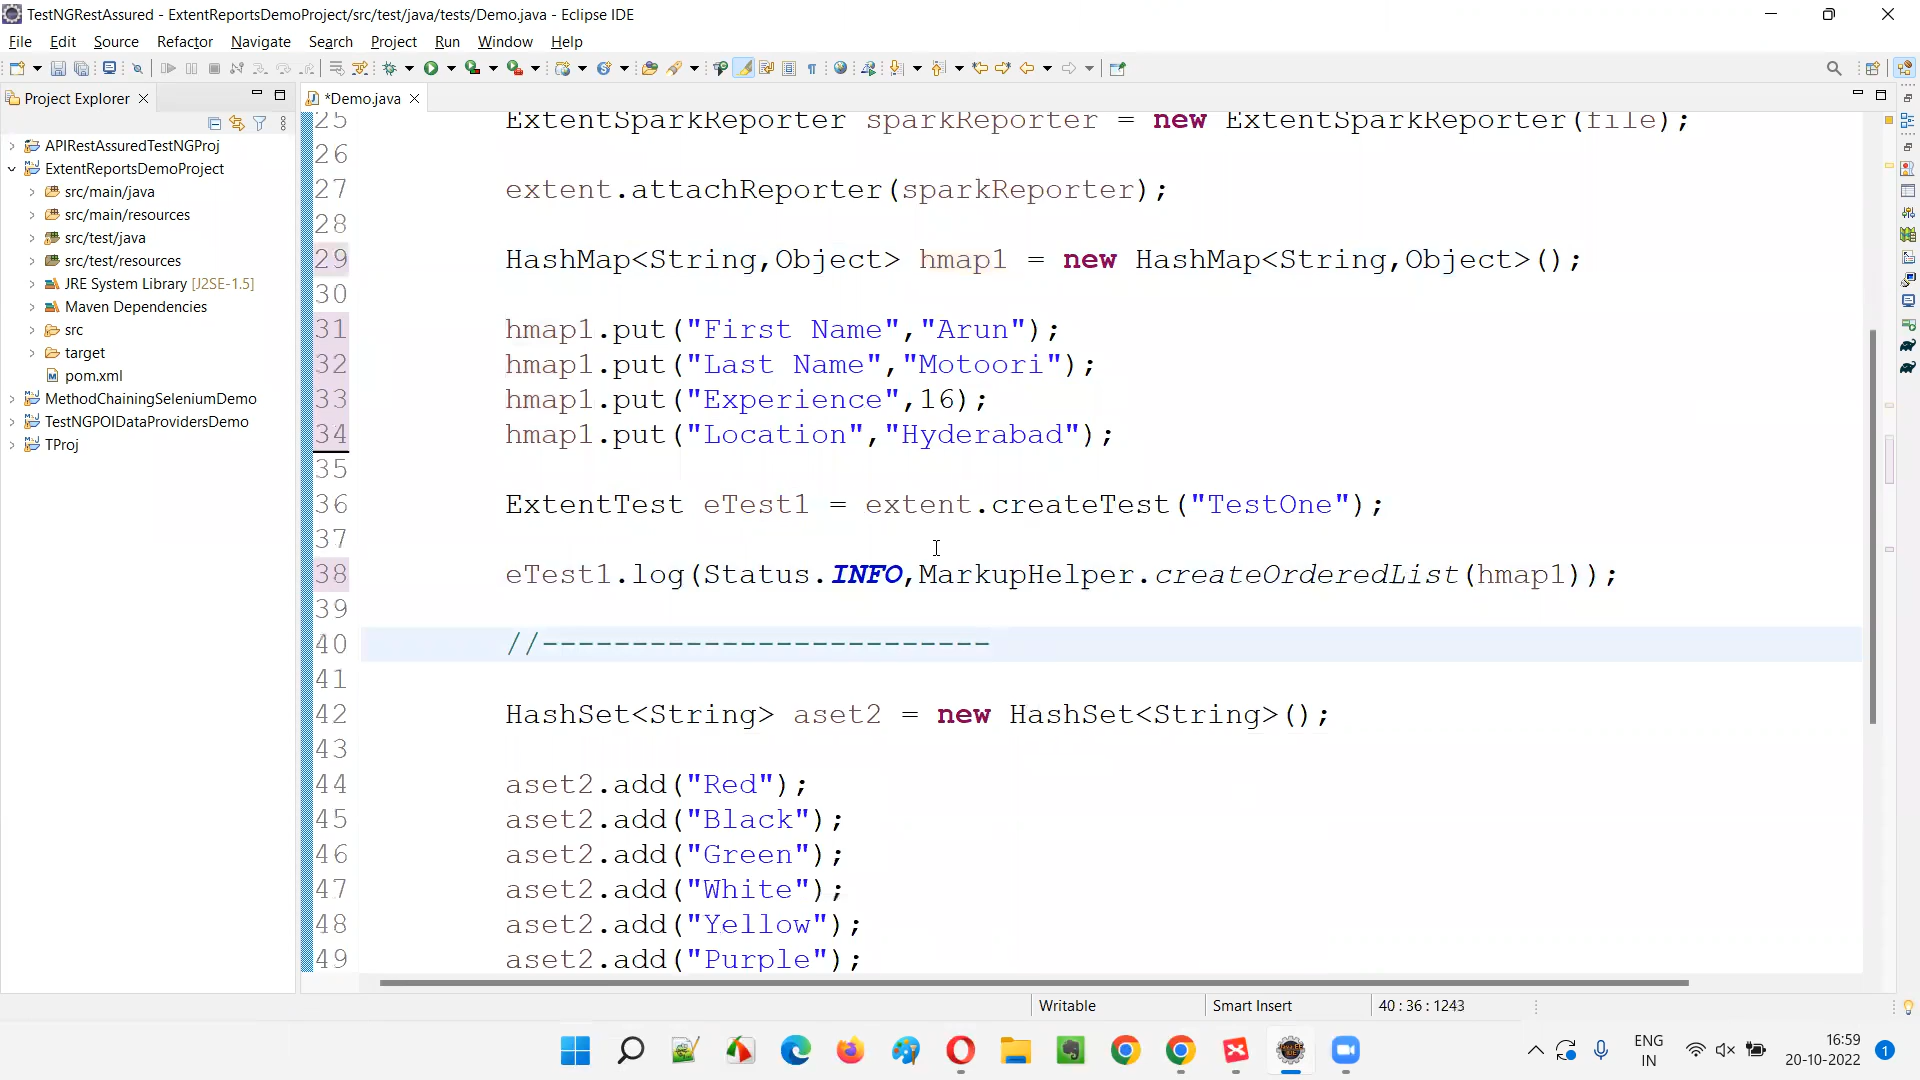 TestNGRestAssured - ExtentReportsDemoProject/src/test/java/tests/Demo.java - Eclipse IDE
File Edit Source Refactor Navigate Search Project Run Window Help
Project Explorer
*Demo.java
APIRestAssuredTestNGProj
ExtentReportsDemoProject
src/main/java
src/main/resources
src/test/java
src/test/resources
JRE System Library [J2SE-1.5]
Maven Dependencies
src
target
pom.xml
MethodChainingSeleniumDemo
TestNGPOIDataProvidersDemo
TProj
25 ExtentSparkReporter sparkReporter = new ExtentSparkReporter(file);
26
27 extent.attachReporter(sparkReporter);
28
29 HashMap<String,Object> hmap1 = new HashMap<String,Object>();
30
31 hmap1.put("First Name","Arun");
32 hmap1.put("Last Name","Motoori");
33 hmap1.put("Experience",16);
34 hmap1.put("Location","Hyderabad");
35
36 ExtentTest eTest1 = extent.createTest("TestOne");
37
38 eTest1.log(Status.INFO,MarkupHelper.createOrderedList(hmap1));
39
40 //-------------------------
41
42 HashSet<String> aset2 = new HashSet<String>();
43
44 aset2.add("Red");
45 aset2.add("Black");
46 aset2.add("Green");
47 aset2.add("White");
48 aset2.add("Yellow");
49 aset2.add("Purple");
Writable Smart Insert 40 : 36 : 1243
ENG
IN
16:59
20-10-2022
1